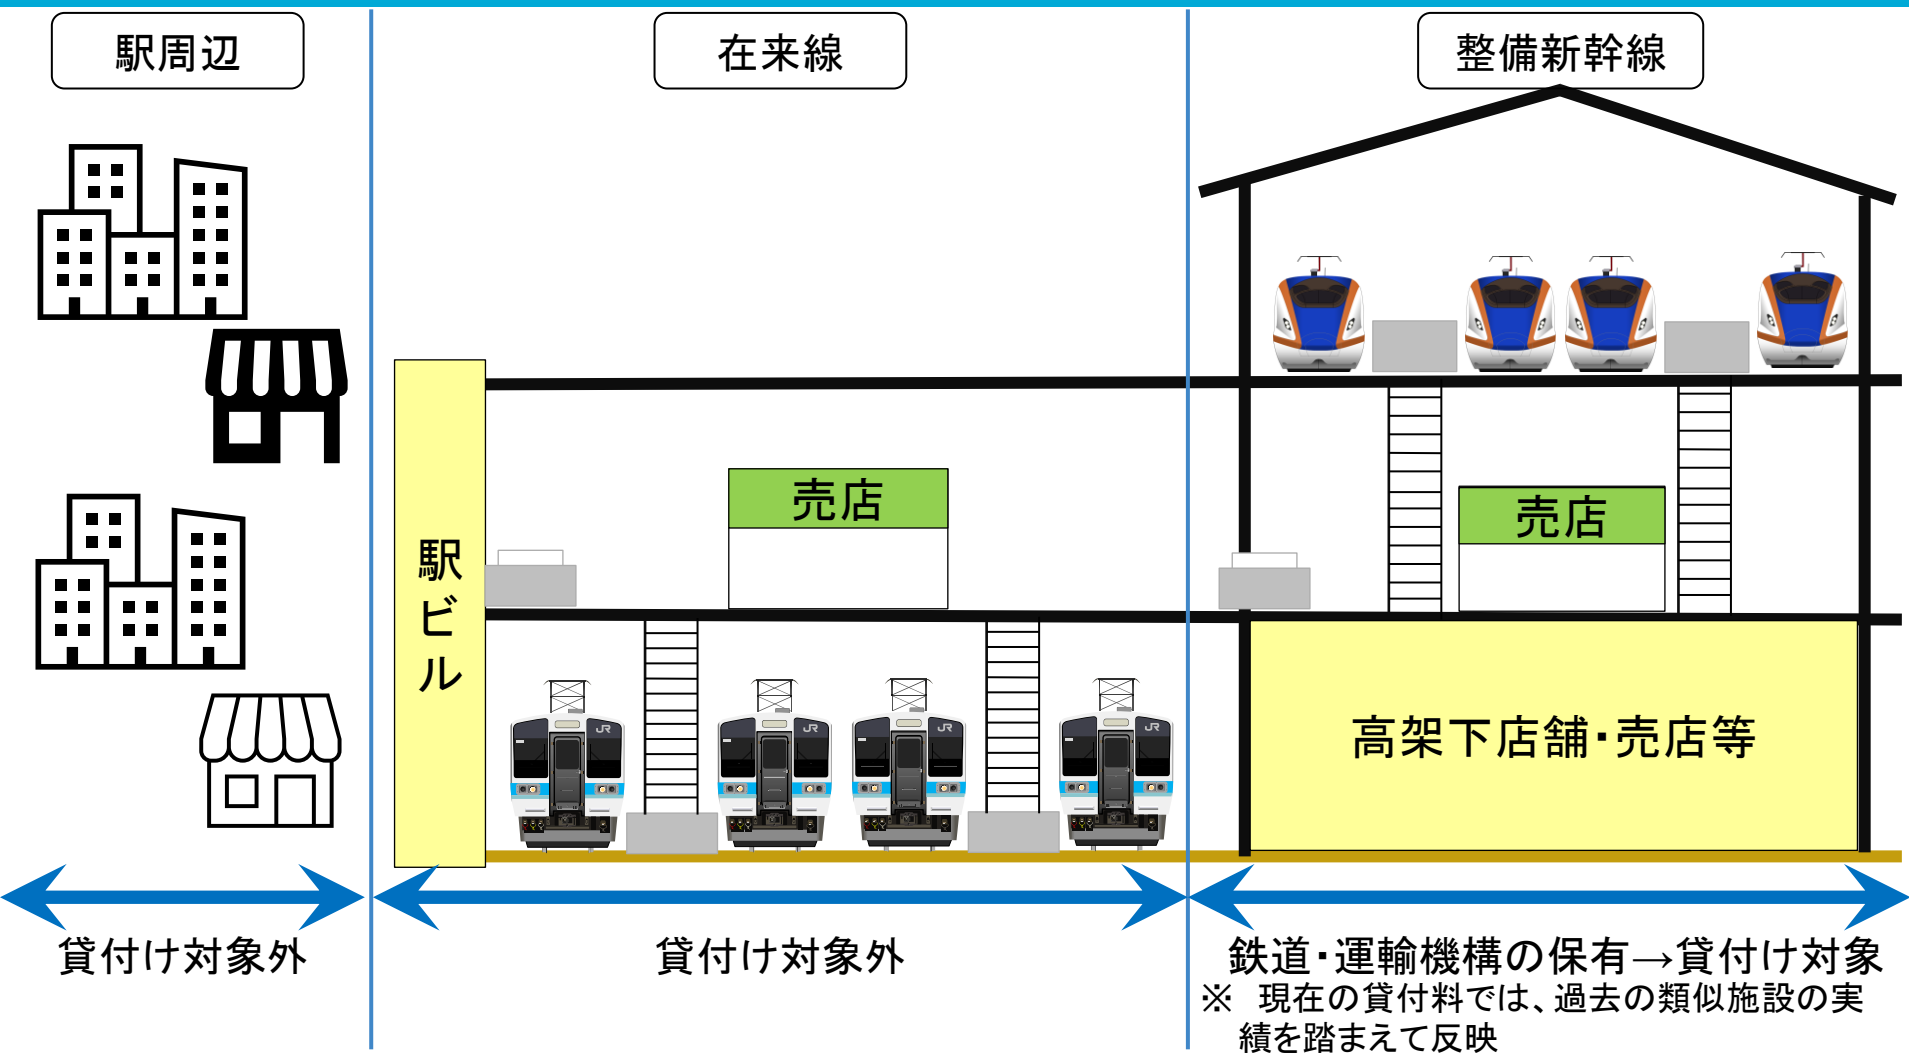 駅周辺
在来線
整備新幹線
売店
売店
駅ビル
高架下店舗・売店等
JR
JR
JR
JR
貸付け対象外
貸付け対象外
鉄道・運輸機構の保有→貸付け対象
※　現在の貸付料では、過去の類似施設の実
績を踏まえて反映